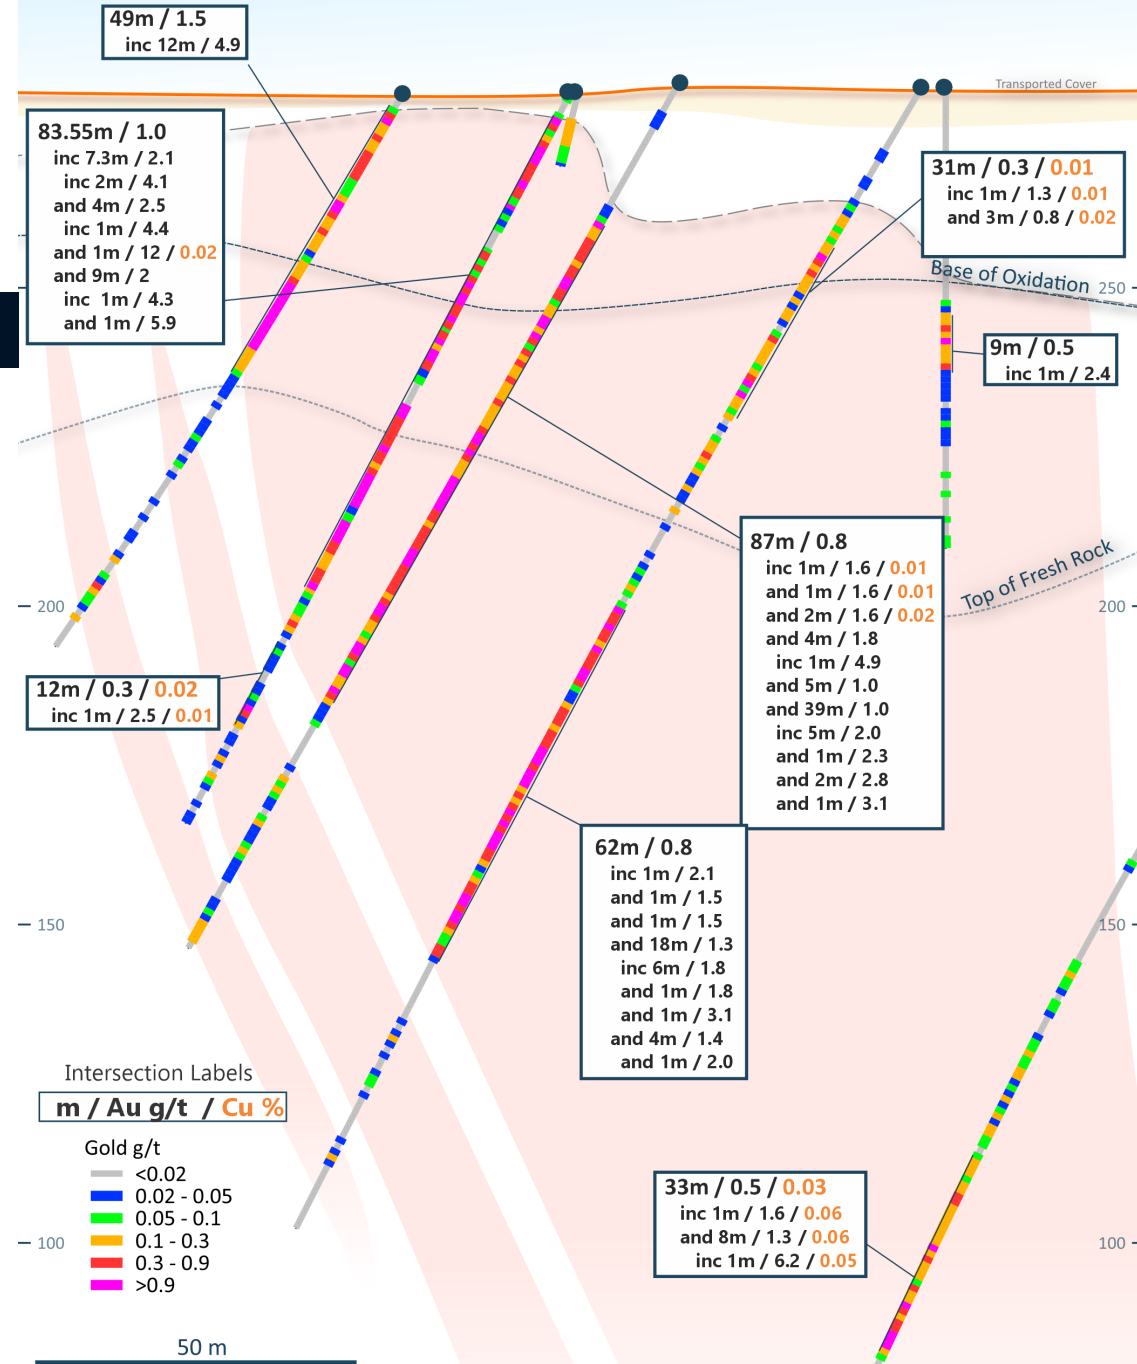 49m / 1.5
inc 12m / 4.9
Transported Cover
83.55m / 1.0
inc 7.3m / 2.1
inc 2m / 4.1
and 4m / 2.5
inc 1m / 4.4
and 1m / 12 / 0.02
and 9m / 2
inc 1m / 4.3
and 1m / 5.9
31m / 0.3 / 0.01
inc 1m / 1.3 / 0.01
and 3m / 0.8 / 0.02
Base of Oxidation
250
9m / 0.5
inc 1m / 2.4
87m / 0.8
inc 1m / 1.6 / 0.01
and 1m / 1.6 / 0.01
and 2m / 1.6 / 0.02
and 4m / 1.8
inc 1m / 4.9
and 5m / 1.0
and 39m / 1.0
inc 5m / 2.0
and 1m / 2.3
and 2m / 2.8
and 1m / 3.1
Top of Fresh Rock
200
200
12m / 0.3 / 0.02
inc 1m / 2.5 / 0.01
62m / 0.8
inc 1m / 2.1
and 1m / 1.5
and 1m / 1.5
and 18m / 1.3
inc 6m / 1.8
and 1m / 1.8
and 1m / 3.1
and 4m / 1.4
and 1m / 2.0
150
150
Intersection Labels
m / Au g/t / Cu %
Gold g/t
<0.02
0.02 - 0.05
0.05 - 0.1
0.1 - 0.3
0.3 - 0.9
>0.9
33m / 0.5 / 0.03
inc 1m / 1.6 / 0.06
and 8m / 1.3 / 0.06
inc 1m / 6.2 / 0.05
100
100
50 m